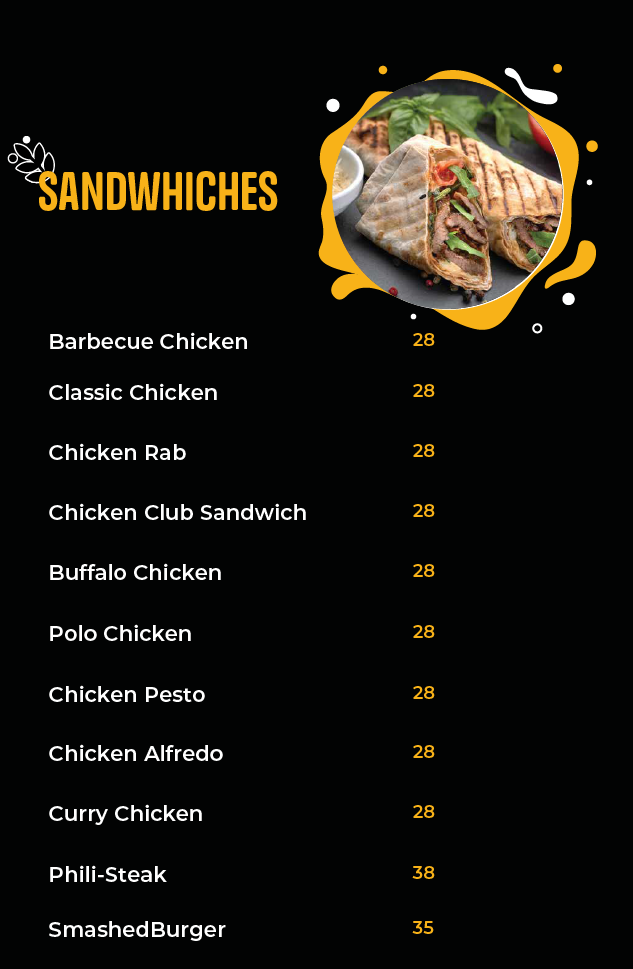 SANDWHICHES
Barbecue Chicken 28
Classic Chicken 28
Chicken Rab 28
Chicken Club Sandwich 28
Buffalo Chicken 28
Polo Chicken 28
Chicken Pesto 28
Chicken Alfredo 28
Curry Chicken 28
Phili-Steak 38
SmashedBurger 35